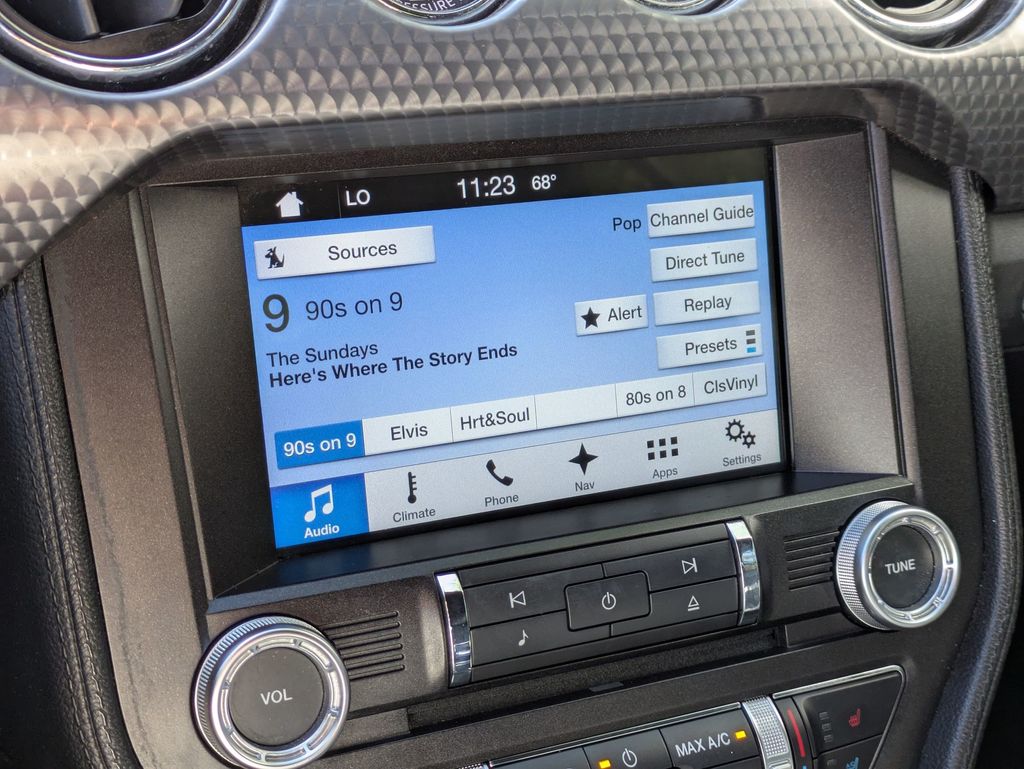 PRESSURE
LO 11:23 68°
Sources
Pop Channel Guide
Direct Tune
9 90s on 9
Alert Replay
Presets
The Sundays
Here's Where The Story Ends
90s on 9 Elvis Hrt&Soul 80s on 8 ClsVinyl
Audio Climate Phone Nav Apps Settings
VOL
TUNE
MAX A/C